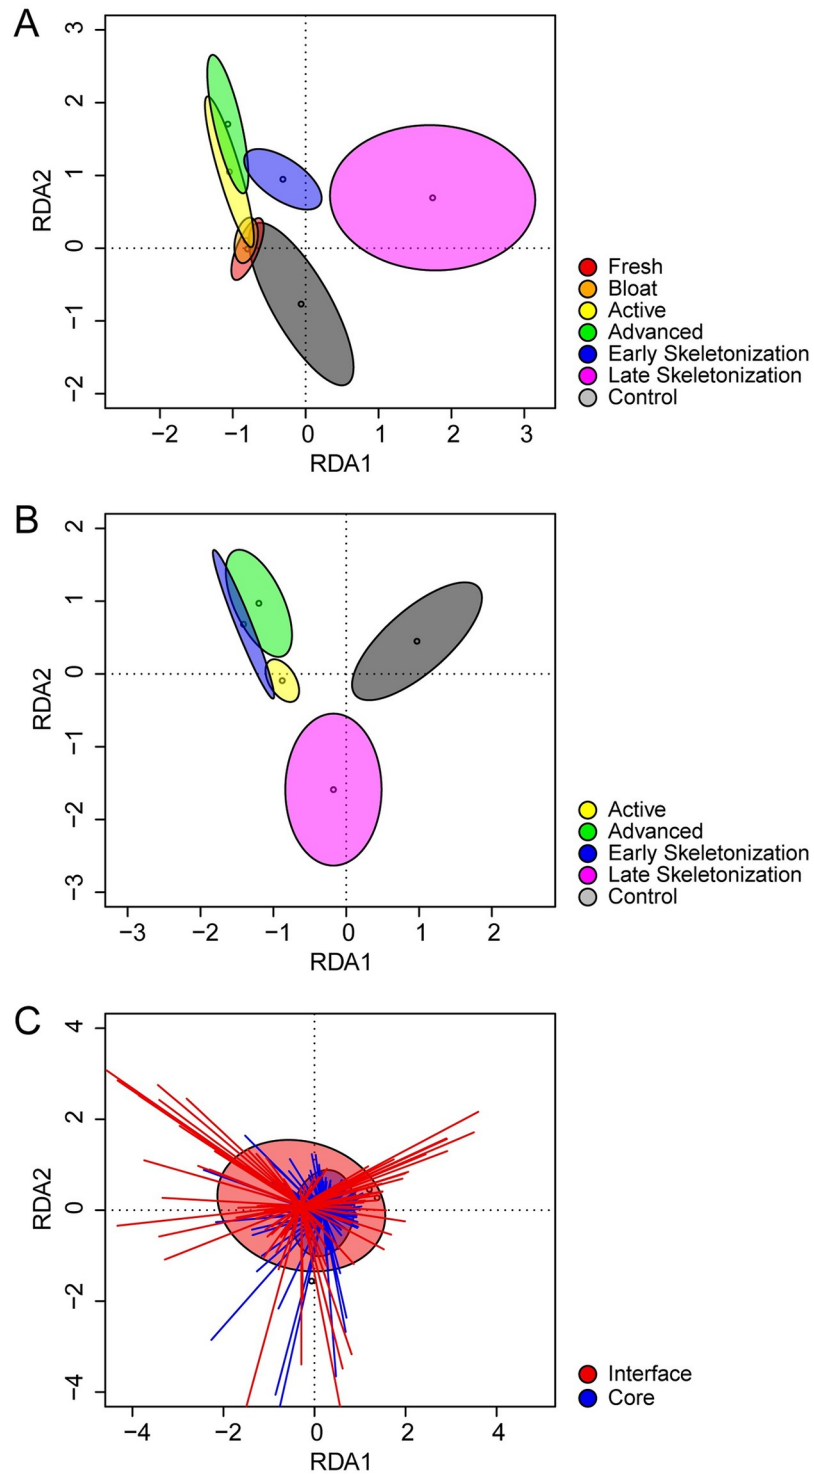 A
3
2
1
0
−1
−2
RDA2
−2 −1 0 1 2 3
RDA1
Fresh
Bloat
Active
Advanced
Early Skeletonization
Late Skeletonization
Control
B
2
1
0
−1
−2
−3
RDA2
−3 −2 −1 0 1 2
RDA1
Active
Advanced
Early Skeletonization
Late Skeletonization
Control
C
4
2
0
−2
−4
RDA2
−4 −2 0 2 4
RDA1
Interface
Core